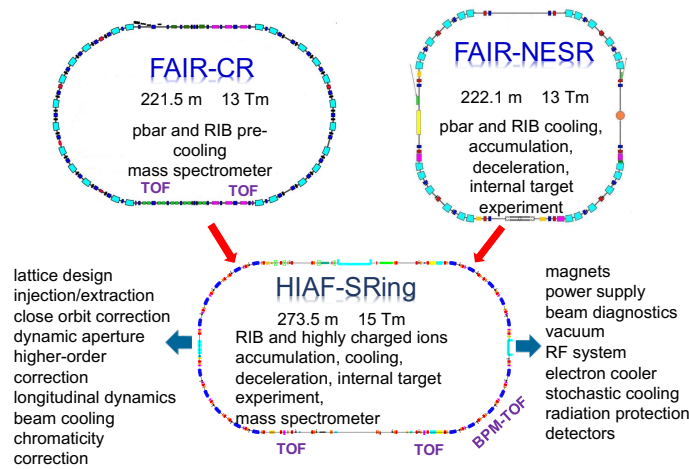 FAIR-CR
221.5 m 13 Tm
pbar and RIB pre-
cooling
mass spectrometer
TOF TOF
FAIR-NESR
222.1 m 13 Tm
pbar and RIB cooling,
accumulation,
deceleration,
internal target
experiment
lattice design
injection/extraction
close orbit correction
dynamic aperture
higher-order
correction
longitudinal dynamics
beam cooling
chromaticity
correction
HIAF-SRing
273.5 m 15 Tm
RIB and highly charged ions
accumulation, cooling,
deceleration, internal target
experiment,
mass spectrometer
TOF TOF
BPM-TOF
magnets
power supply
beam diagnostics
vacuum
RF system
electron cooler
stochastic cooling
radiation protection
detectors